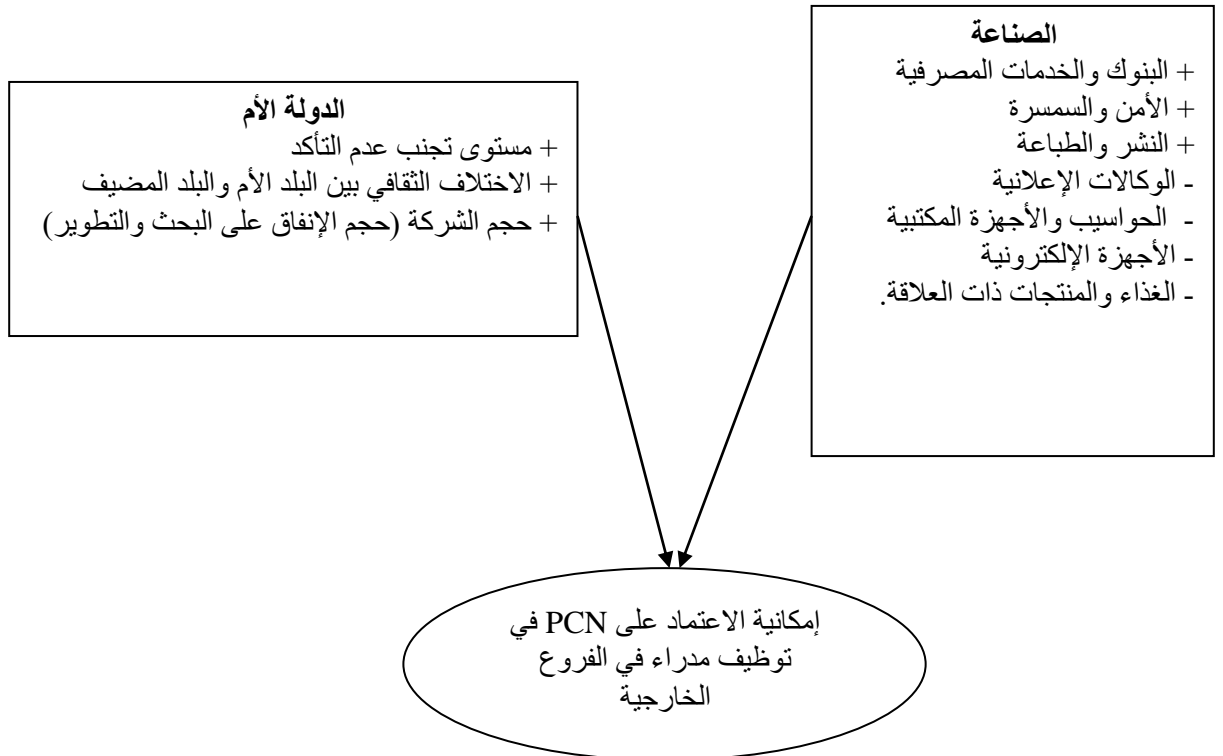 الصناعة
+ البنوك والخدمات المصرفية
+ الأمن والسمسرة
+ النشر والطباعة
- الوكالات الإعلانية
- الحواسيب والأجهزة المكتبية
- الأجهزة الإلكترونية
- الغذاء والمنتجات ذات العلاقة.
الدولة الأم
+ مستوى تجنب عدم التأكد
+ الاختلاف الثقافي بين البلد الأم والبلد المضيف
+ حجم الشركة (حجم الإنفاق على البحث والتطوير)
إمكانية الاعتماد على PCN في
توظيف مدراء في الفروع
الخارجية